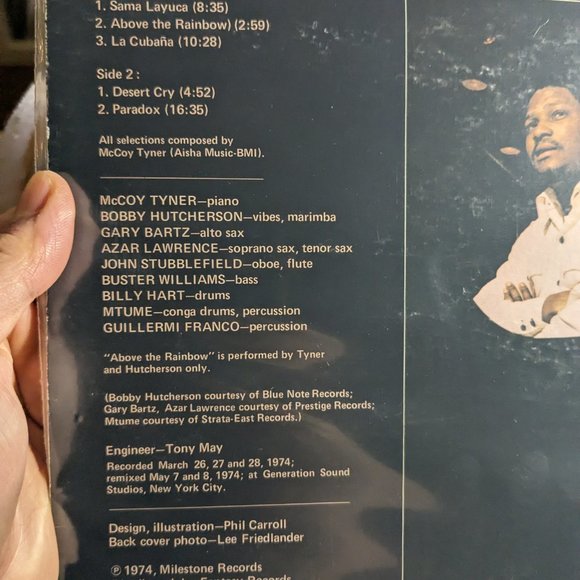 1. Sama Layuca (8:35)
2. Above the Rainbow) (2:59)
3. La Cubaña (10:28)
Side 2:
1. Desert Cry (4:52)
2. Paradox (16:35)
All selections composed by
McCoy Tyner (Aisha Music-BMI).
McCOY TYNER—piano
BOBBY HUTCHERSON—vibes, marimba
GARY BARTZ—alto sax
AZAR LAWRENCE—soprano sax, tenor sax
JOHN STUBBLEFIELD—oboe, flute
BUSTER WILLIAMS—bass
BILLY HART—drums
MTUME—conga drums, percussion
GUILLERMI FRANCO—percussion
"Above the Rainbow" is performed by Tyner
and Hutcherson only.
(Bobby Hutcherson courtesy of Blue Note Records;
Gary Bartz, Azar Lawrence courtesy of Prestige Records;
Mtume courtesy of Strata-East Records.)
Engineer—Tony May
Recorded March 26, 27 and 28, 1974;
remixed May 7 and 8, 1974; at Generation Sound
Studios, New York City.
Design, illustration—Phil Carroll
Back cover photo—Lee Friedlander
℗ 1974, Milestone Records